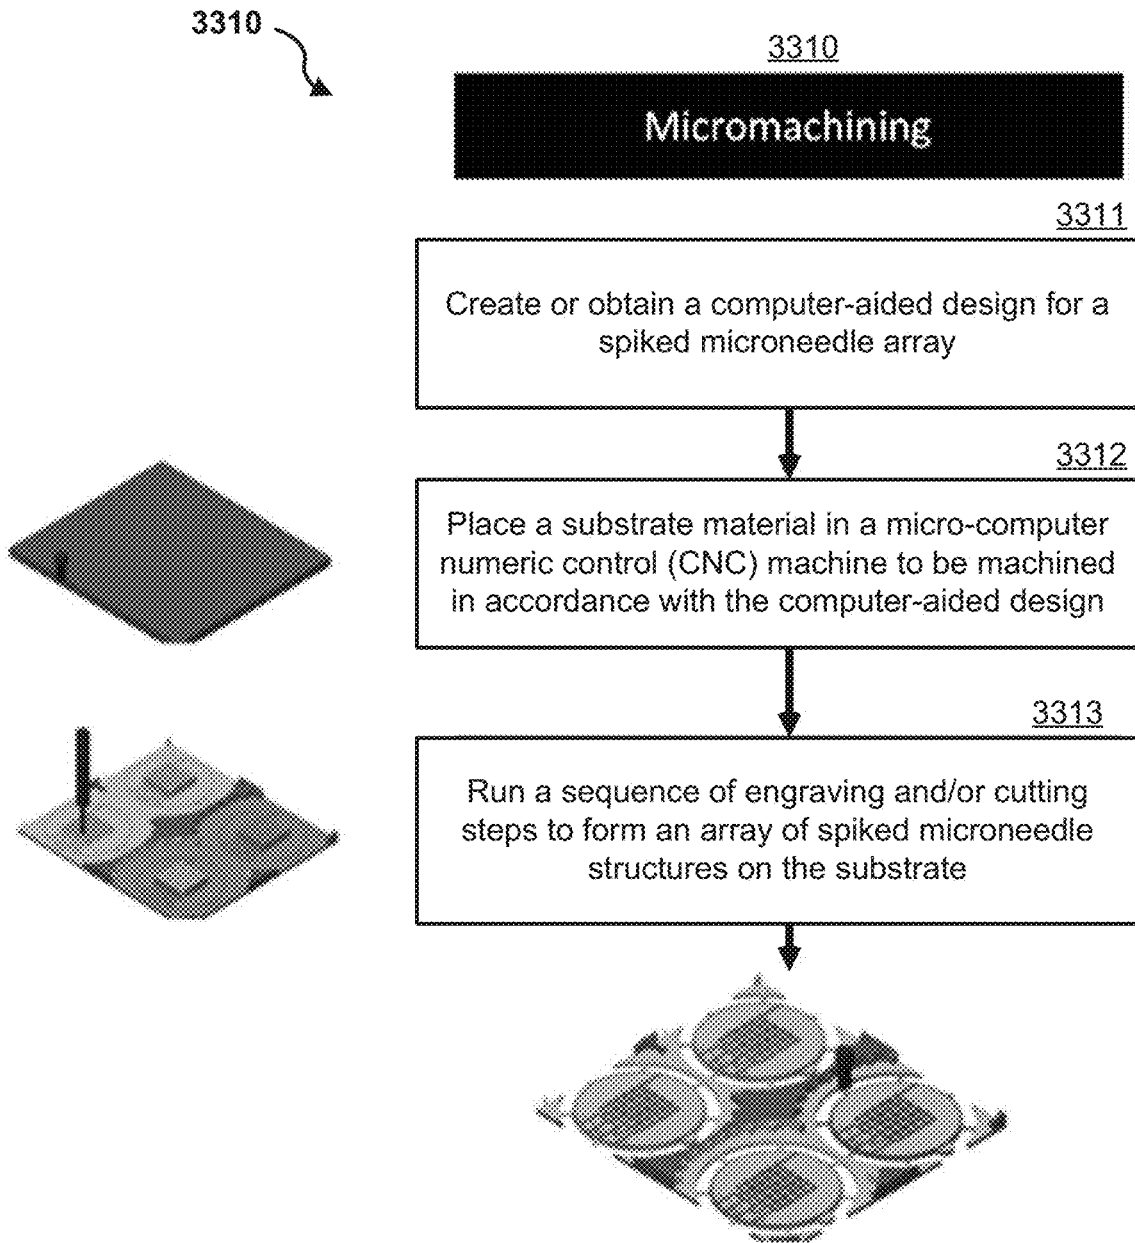 3310
3310
Micromachining
3311
Create or obtain a computer-aided design for a
spiked microneedle array
3312
Place a substrate material in a micro-computer
numeric control (CNC) machine to be machined
in accordance with the computer-aided design
3313
Run a sequence of engraving and/or cutting
steps to form an array of spiked microneedle
structures on the substrate